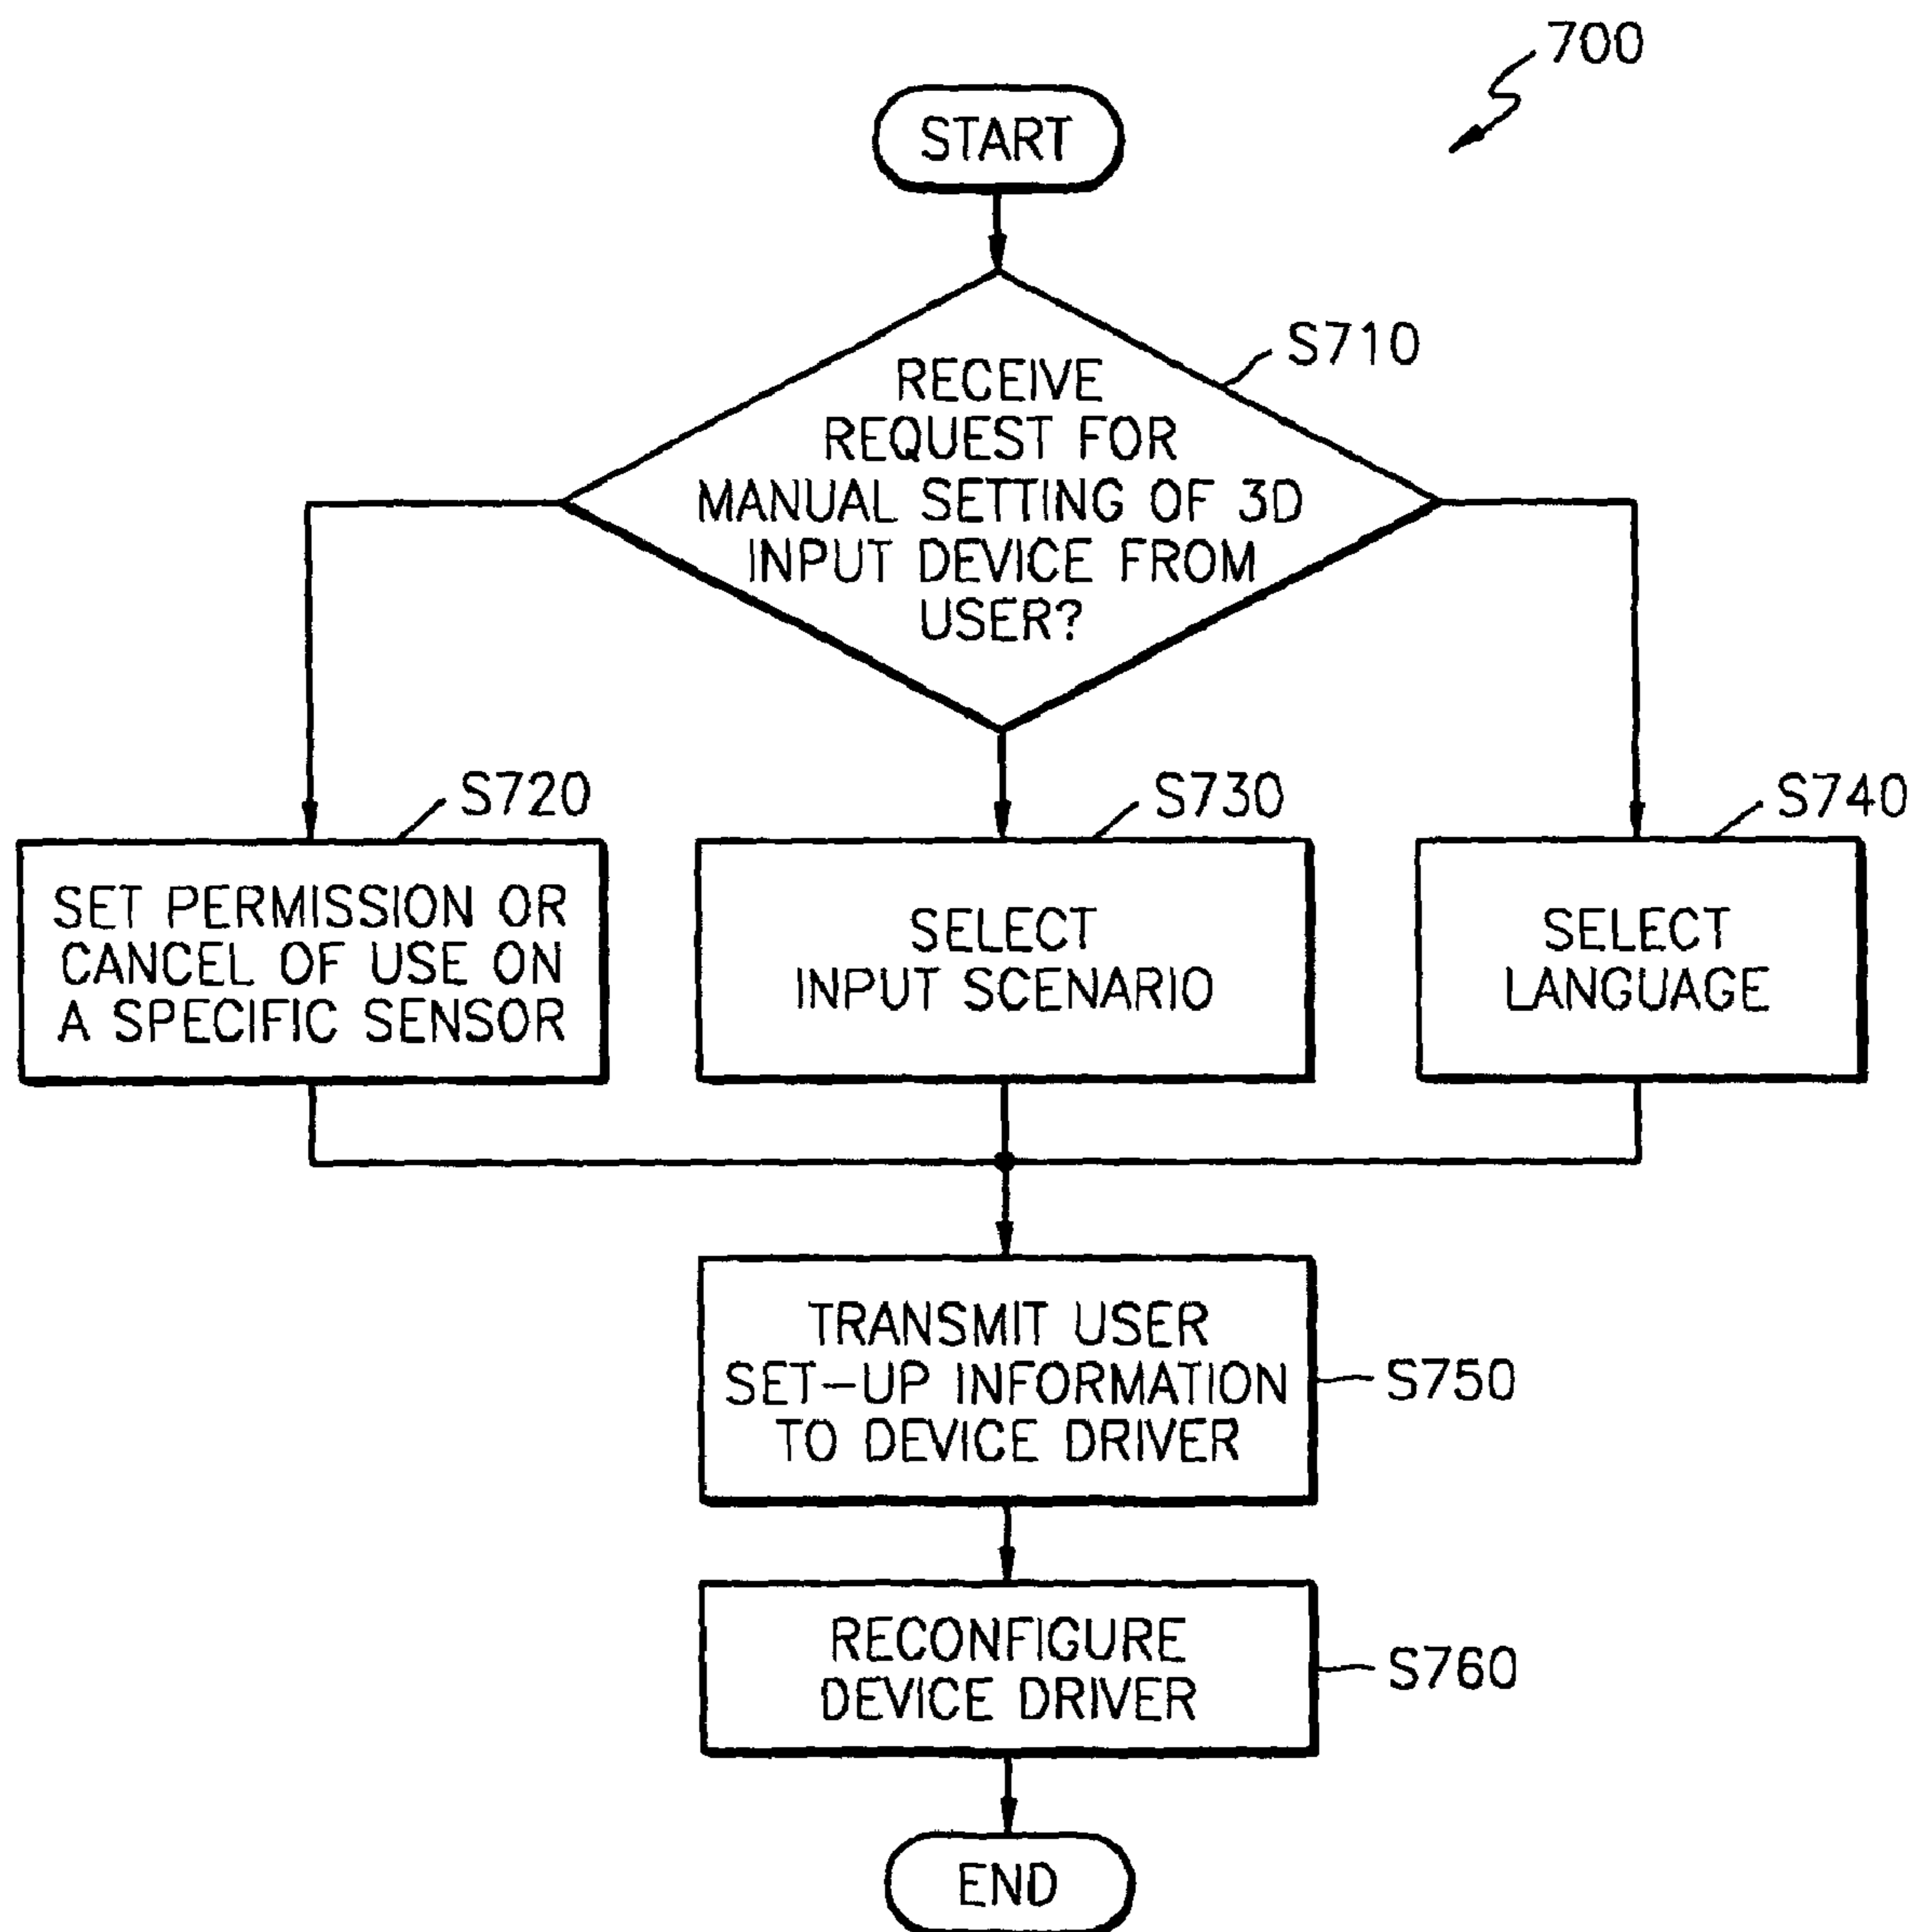 700
START
S710
RECEIVE
REQUEST FOR
MANUAL SETTING OF 3D
INPUT DEVICE FROM
USER?
S720
SET PERMISSION OR
CANCEL OF USE ON
A SPECIFIC SENSOR
S730
SELECT
INPUT SCENARIO
S740
SELECT
LANGUAGE
TRANSMIT USER
SET-UP INFORMATION
TO DEVICE DRIVER
S750
RECONFIGURE
DEVICE DRIVER
S760
END